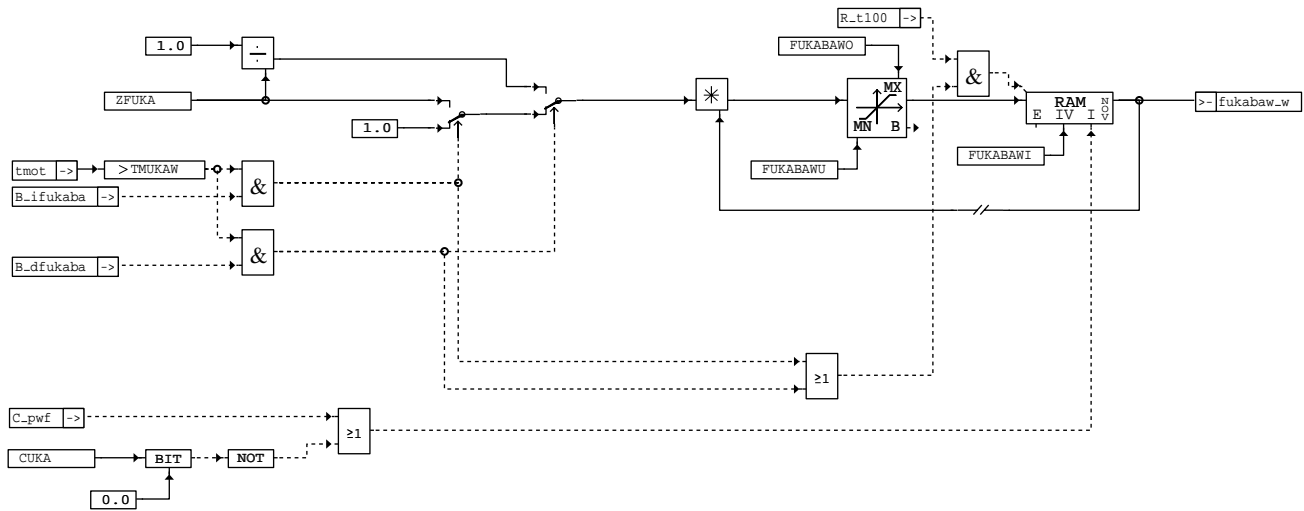 R_t100 ->
1.0
÷
FUKABAWO
&
MX
ZFUKA
1.0
RAM
NOV
>- fukabaw_w
MN B
E IV I
FUKABAWI
FUKABAWU
tmot ->
>TMUKAW
&
B_ifukaba ->
&
B_dfukaba ->
≥1
C_pwf ->
≥1
CUKA
BIT
NOT
0.0